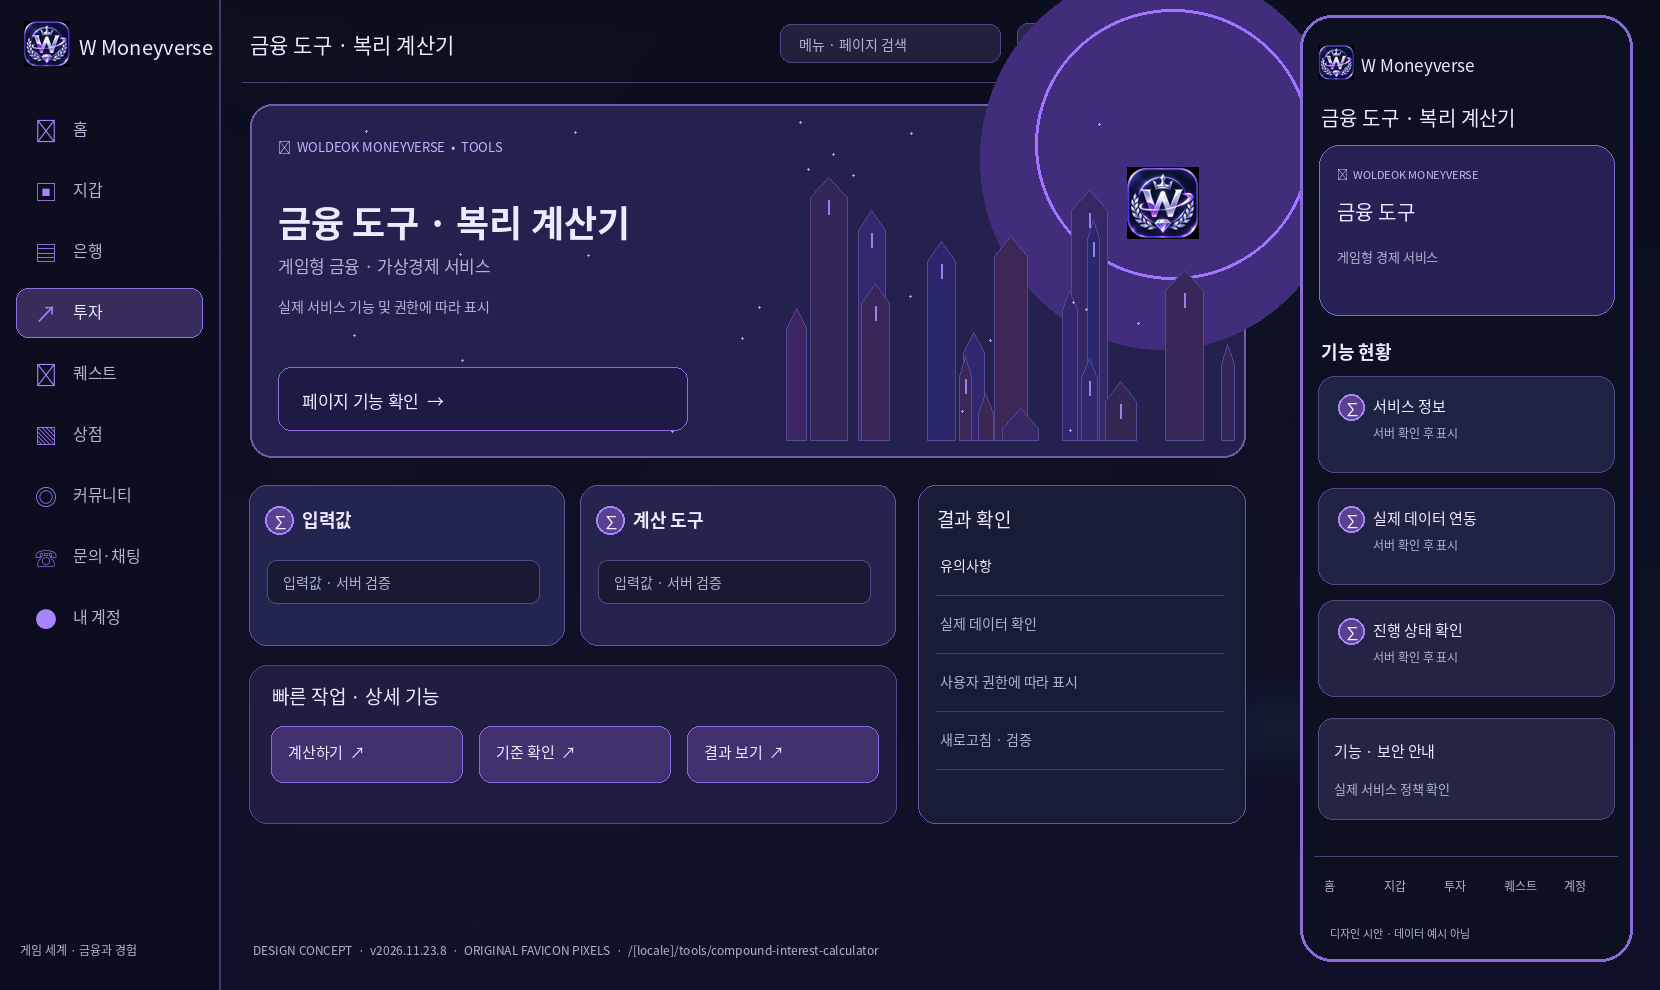 W Moneyverse
홈
지갑
은행
투자
퀘스트
상점
커뮤니티
문의·채팅
내 계정
게임 세계 · 금융과 경험
금융 도구 · 복리 계산기
메뉴 · 페이지 검색
WOLDEOK MONEYVERSE • TOOLS
금융 도구 · 복리 계산기
게임형 금융 · 가상경제 서비스
실제 서비스 기능 및 권한에 따라 표시
페이지 기능 확인 →
∑ 입력값
입력값 · 서버 검증
∑ 계산 도구
입력값 · 서버 검증
결과 확인
유의사항
실제 데이터 확인
사용자 권한에 따라 표시
새로고침 · 검증
빠른 작업 · 상세 기능
계산하기 ↗
기준 확인 ↗
결과 보기 ↗
DESIGN CONCEPT · v2026.11.23.8 · ORIGINAL FAVICON PIXELS · /[locale]/tools/compound-interest-calculator
W Moneyverse
금융 도구 · 복리 계산기
WOLDEOK MONEYVERSE
금융 도구
게임형 경제 서비스
기능 현황
∑ 서비스 정보
서버 확인 후 표시
∑ 실제 데이터 연동
서버 확인 후 표시
∑ 진행 상태 확인
서버 확인 후 표시
기능 · 보안 안내
실제 서비스 정책 확인
홈 지갑 투자 퀘스트 계정
디자인 시안 · 데이터 예시 아님